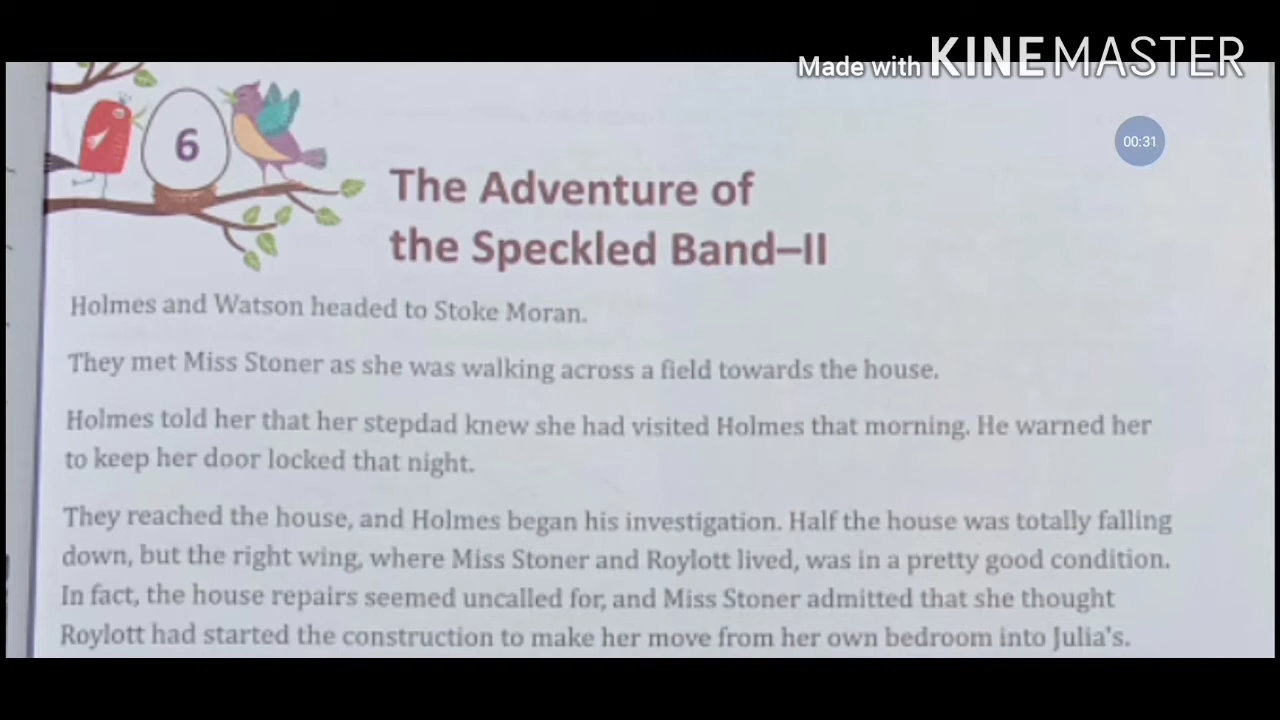 Made with KINEMASTER
00:31
6
The Adventure of
the Speckled Band–II
Holmes and Watson headed to Stoke Moran.
They met Miss Stoner as she was walking across a field towards the house.
Holmes told her that her stepdad knew she had visited Holmes that morning. He warned her
to keep her door locked that night.
They reached the house, and Holmes began his investigation. Half the house was totally falling
down, but the right wing, where Miss Stoner and Roylott lived, was in a pretty good condition.
In fact, the house repairs seemed uncalled for, and Miss Stoner admitted that she thought
Roylott had started the construction to make her move from her own bedroom into Julia's.